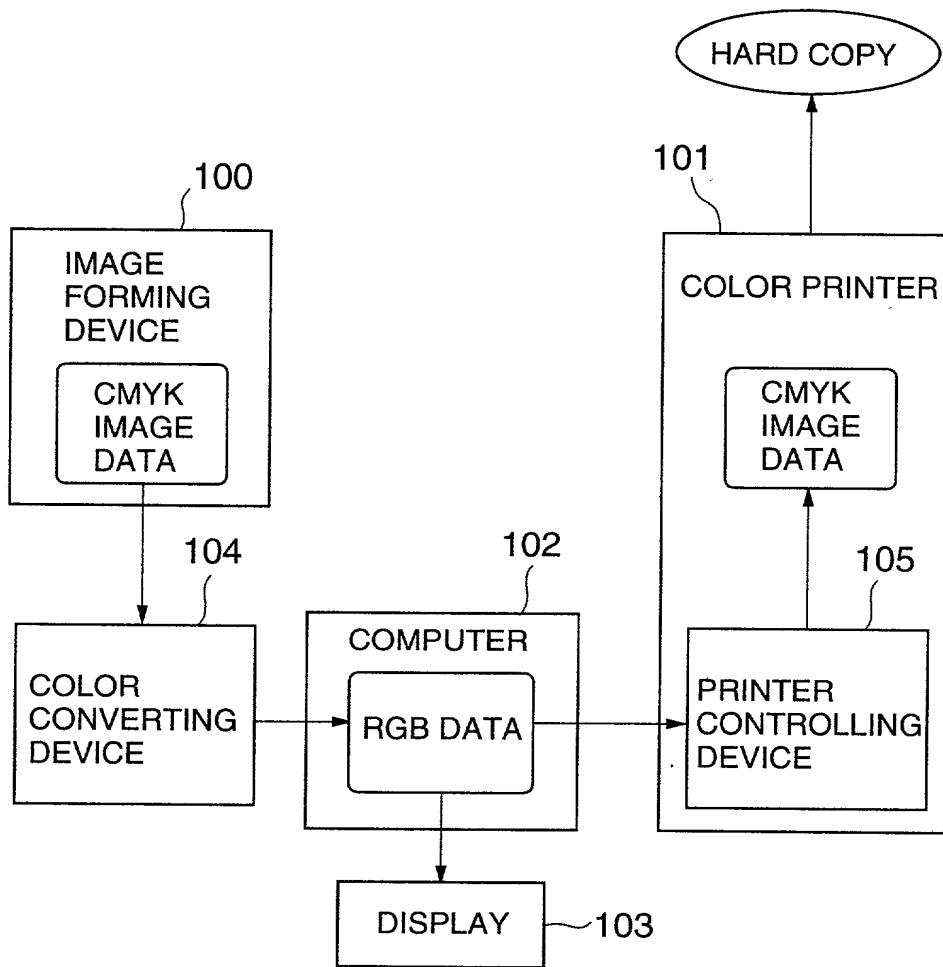 HARD COPY
101
100
IMAGE
FORMING
DEVICE
CMYK
IMAGE
DATA
COLOR PRINTER
CMYK
IMAGE
DATA
104
102
105
COLOR
CONVERTING
DEVICE
COMPUTER
RGB DATA
PRINTER
CONTROLLING
DEVICE
DISPLAY
103